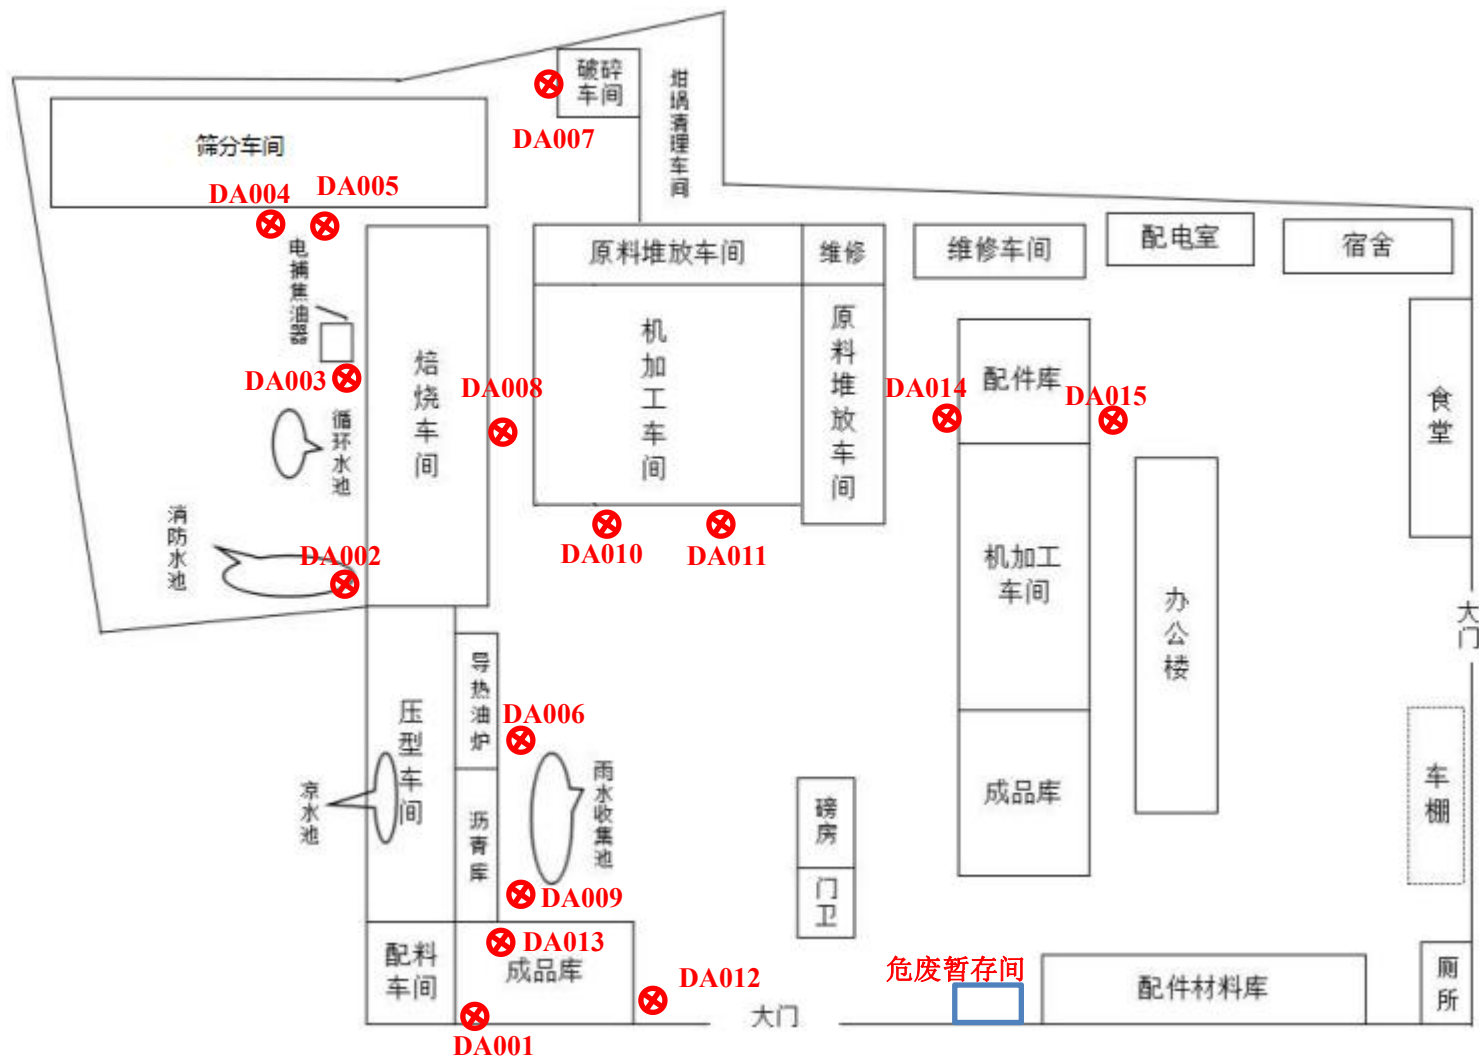 破碎
车间
坩埚清理车间
DA007
筛分车间
DA004
DA005
电捕焦油器
原料堆放车间
维修
维修车间
配电室
宿舍
焙烧车间
机加工车间
原料堆放车间
配件库
食堂
DA003
DA008
DA014
DA015
循环水池
消防水池
DA002
DA010
DA011
机加工
车间
办公楼
大门
导热油炉
压型车间
DA006
凉水池
沥青库
雨水收集池
磅房
成品库
车棚
门卫
DA009
配料
车间
DA013
成品库
DA012
危废暂存间
配件材料库
厕所
大门
DA001